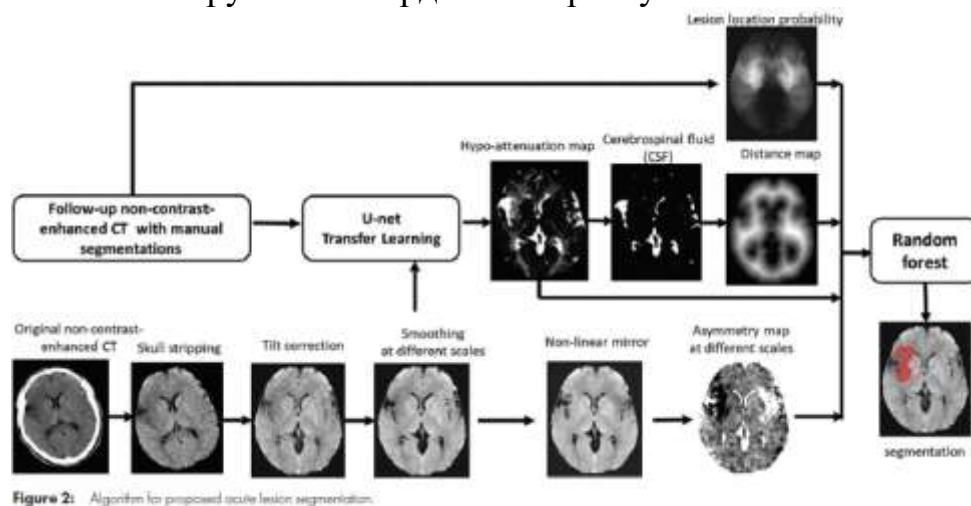 Lesion location probability
Hypo-attenuation map
Cerebrospinal fluid
(CSF)
Distance map
Follow-up non-contrast-
enhanced CT with manual
segmentations
U-net
Transfer Learning
Random
forest
Original non-contrast-
enhanced CT
Skull stripping
Tilt correction
Smoothing
at different scales
Non-linear mirror
Asymmetry map
at different scales
segmentation
Figure 2: Algorithm for proposed acute lesion segmentation.